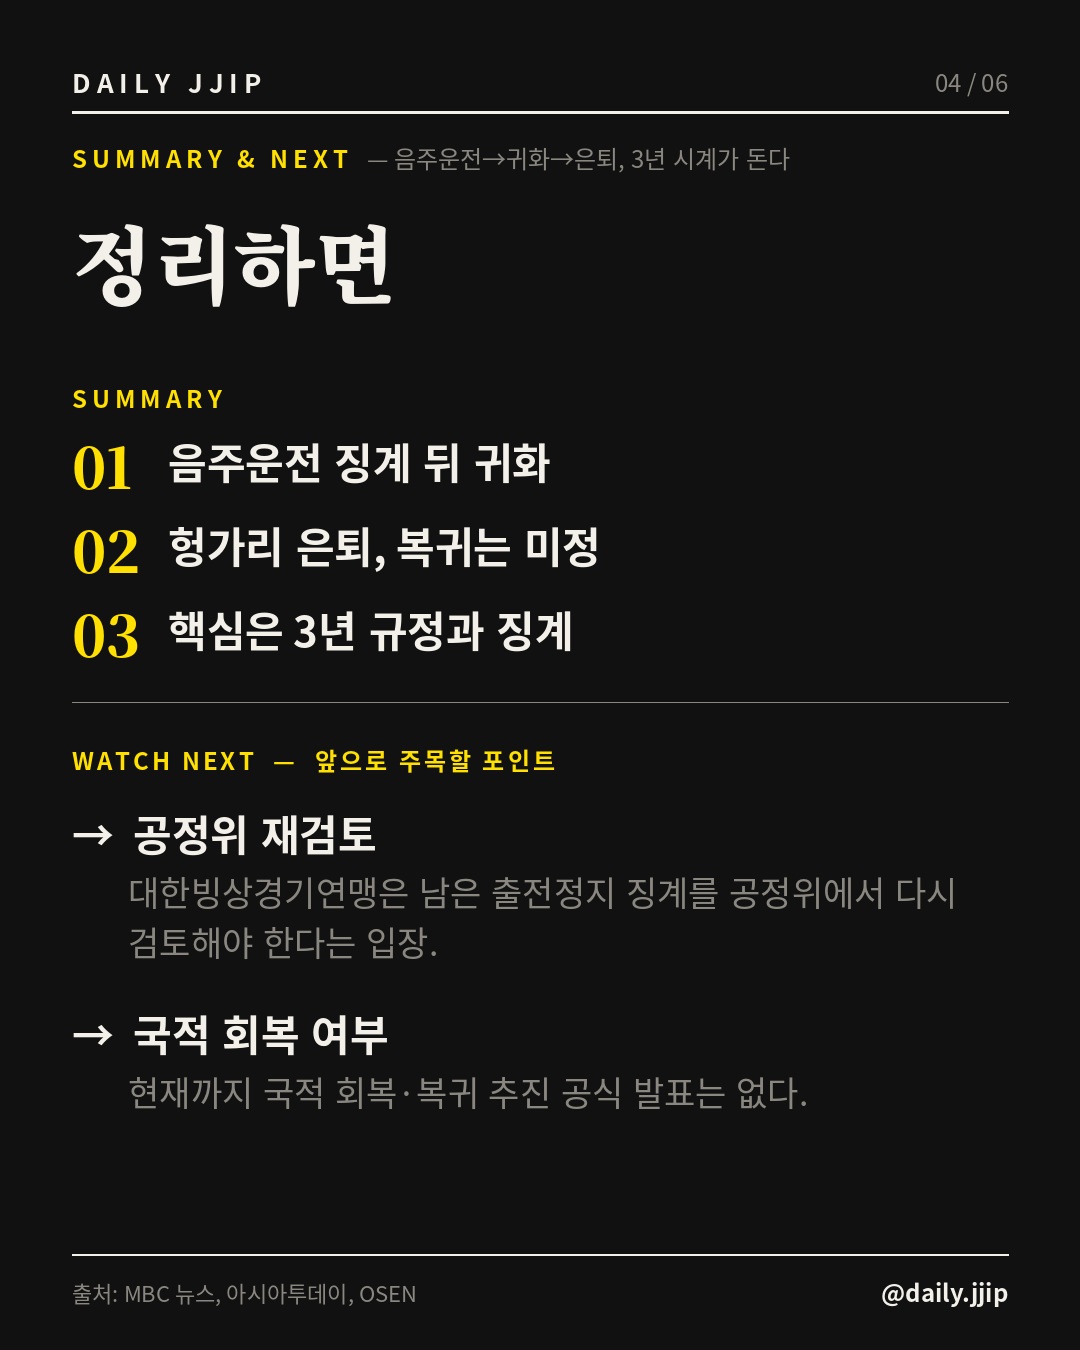 DAILY JJIP
04 / 06
SUMMARY & NEXT — 음주운전→귀화→은퇴, 3년 시계가 돈다
정리하면
SUMMARY
01 음주운전 징계 뒤 귀화
02 헝가리 은퇴, 복귀는 미정
03 핵심은 3년 규정과 징계
WATCH NEXT — 앞으로 주목할 포인트
→ 공정위 재검토
대한빙상경기연맹은 남은 출전정지 징계를 공정위에서 다시
검토해야 한다는 입장.
→ 국적 회복 여부
현재까지 국적 회복·복귀 추진 공식 발표는 없다.
출처: MBC 뉴스, 아시아투데이, OSEN
@daily.jjip